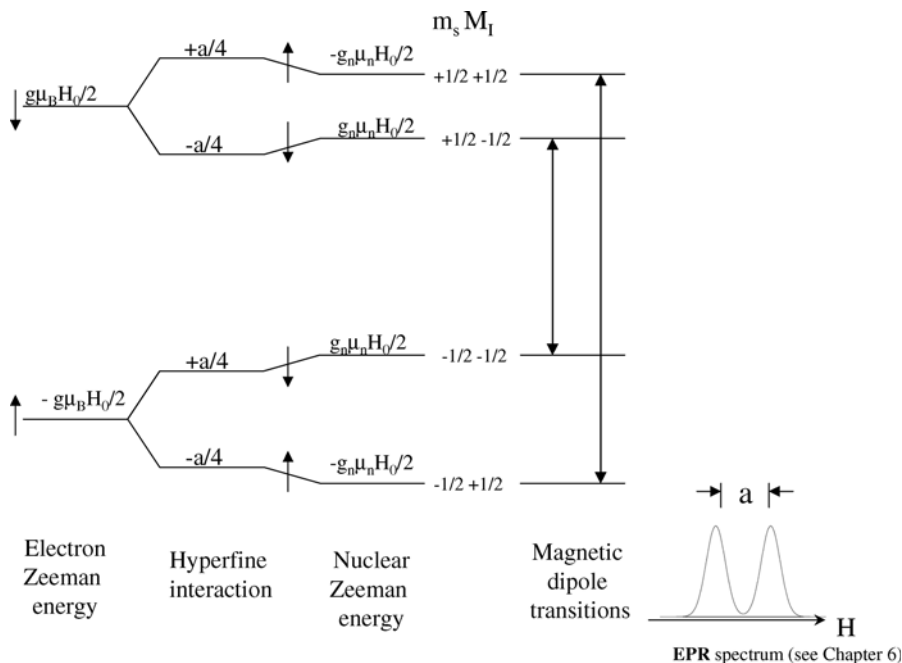 m_s M_I
+a/4
-g_nμ_nH_0/2
+1/2 +1/2
gμ_BH_0/2
g_nμ_nH_0/2
-a/4
+1/2 -1/2
g_nμ_nH_0/2
+a/4
-1/2 -1/2
- gμ_BH_0/2
-a/4
-g_nμ_nH_0/2
-1/2 +1/2
a
Electron
Zeeman
energy
Hyperfine
interaction
Nuclear
Zeeman
energy
Magnetic
dipole
transitions
H
EPR spectrum (see Chapter 6)